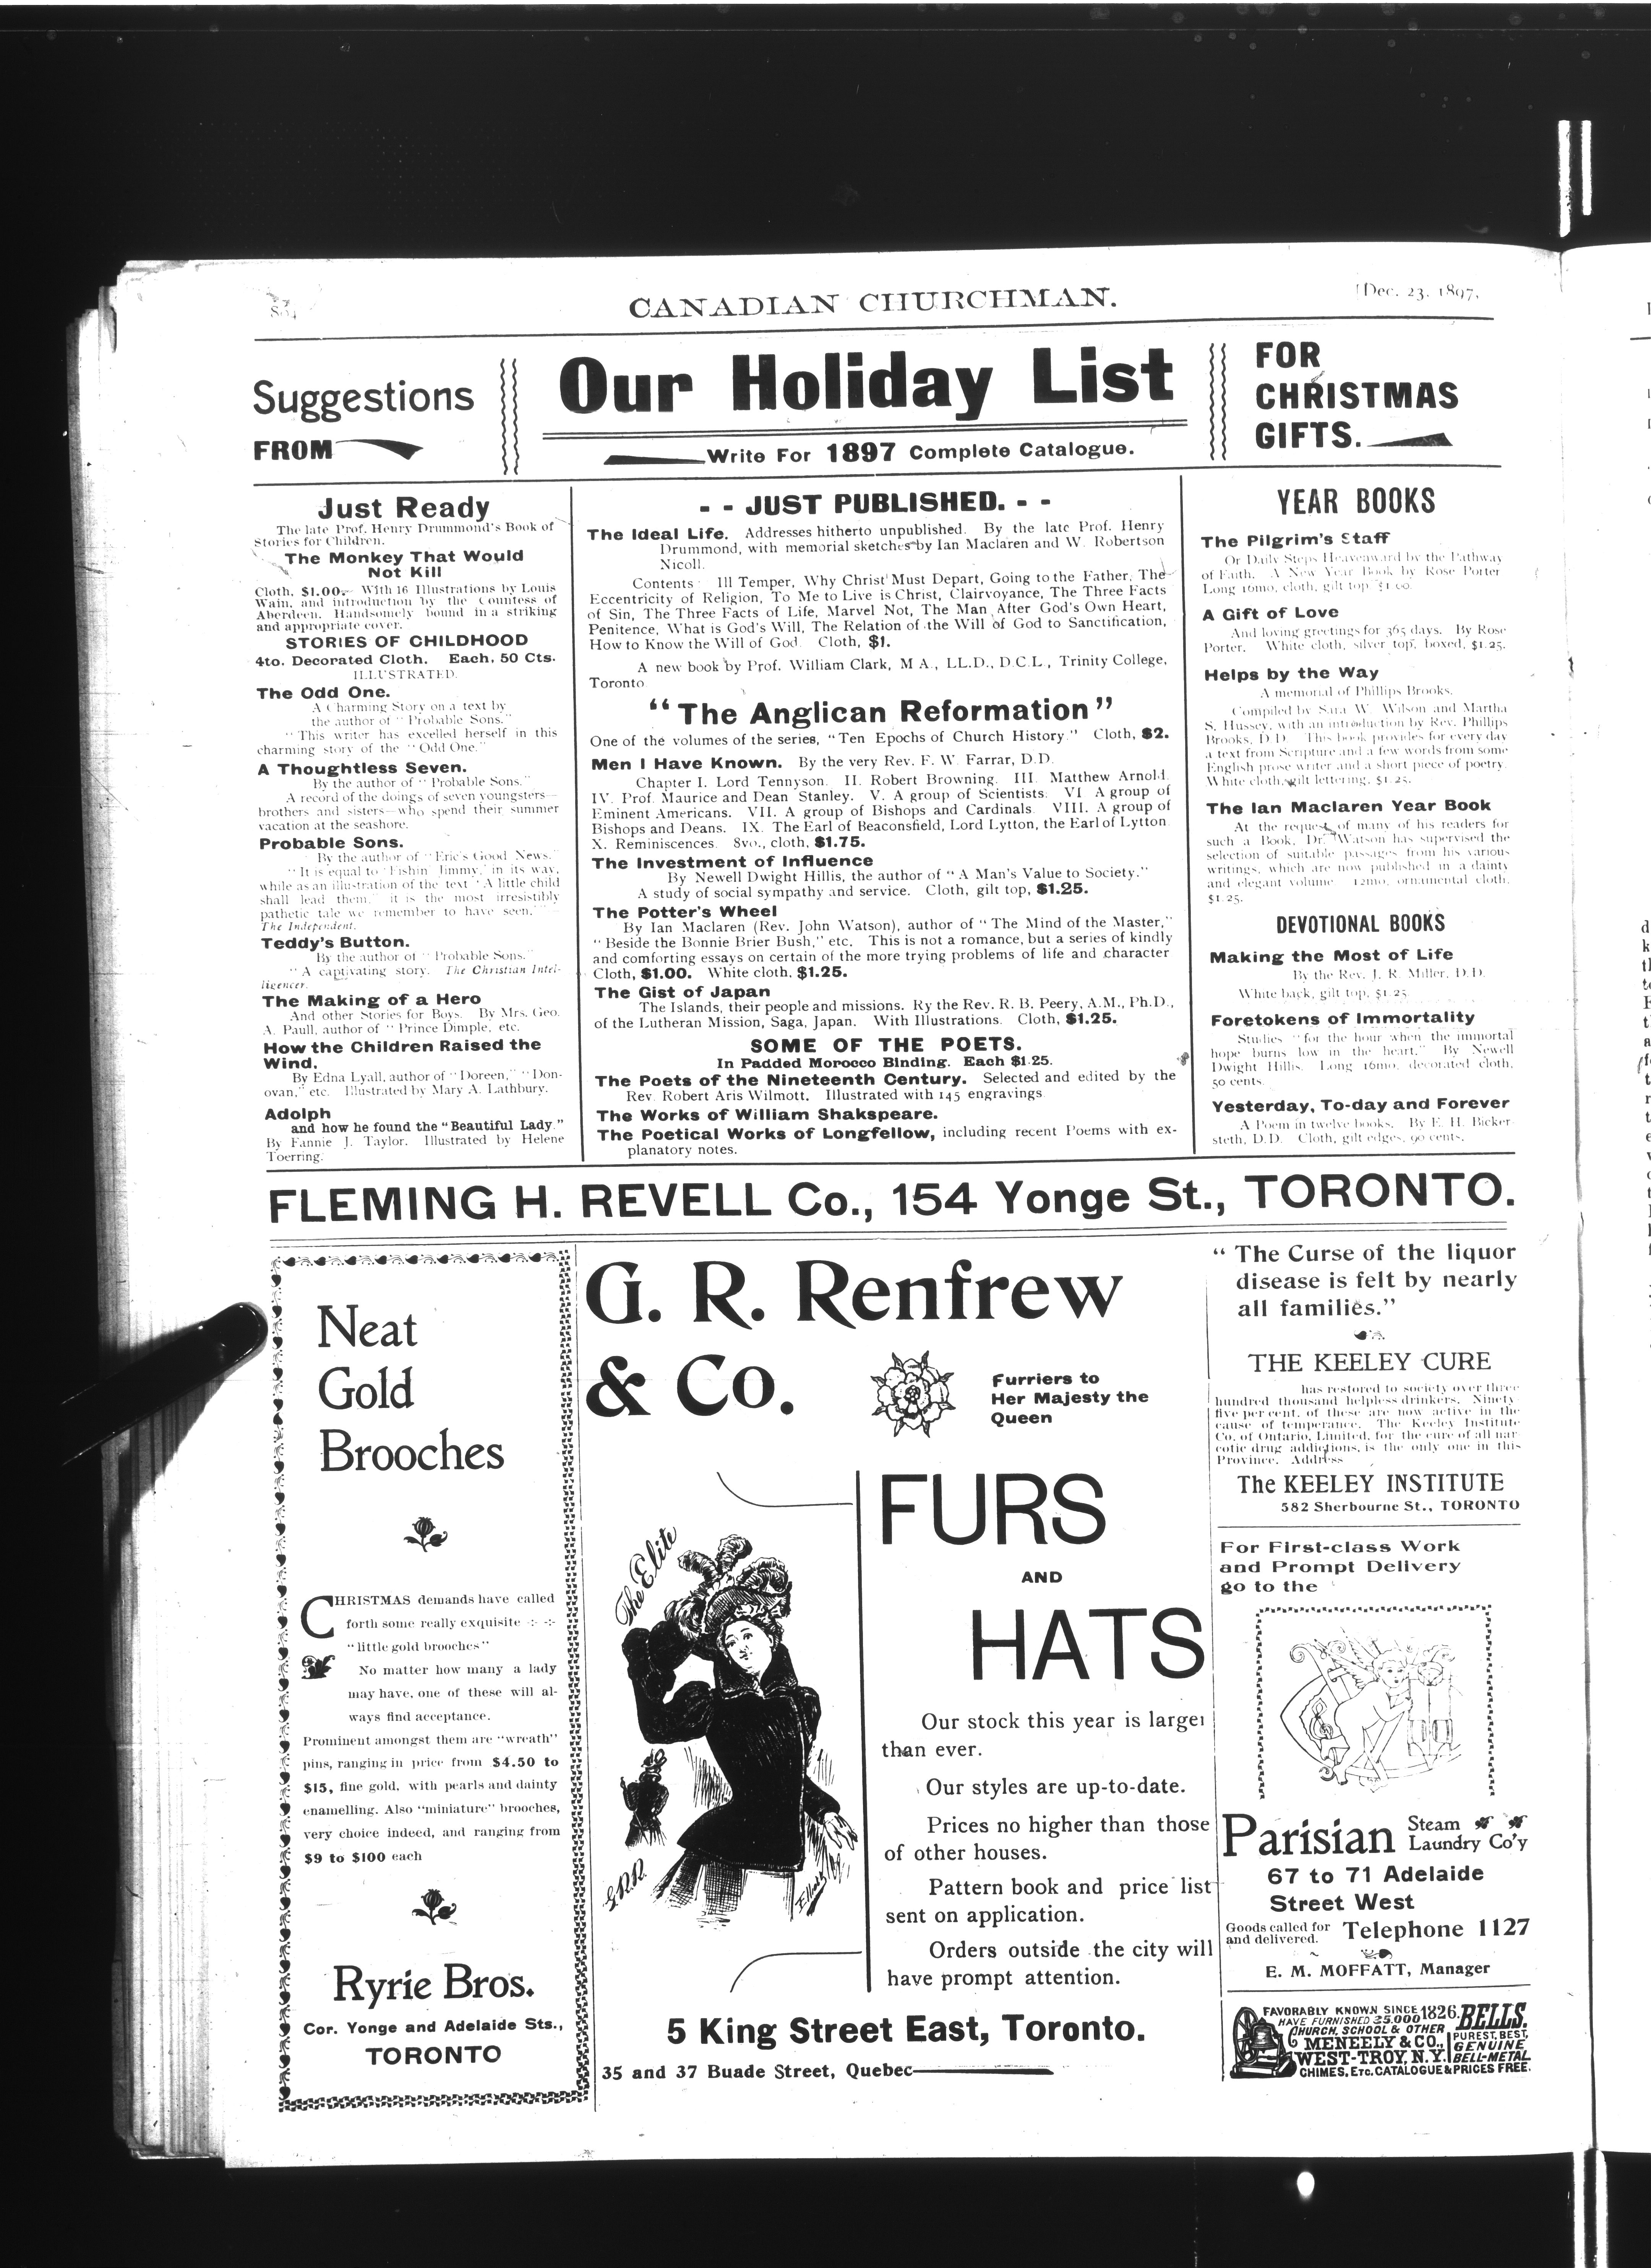 CANADIAN CHURCHMAN.
[Dec. 23, 1897.
Suggestions
FROM
Our Holiday List
Write For 1897 Complete Catalogue.
FOR
CHRISTMAS
GIFTS.
Just Ready
The late Prof. Henry Drummond's Book of
Stories for Children.
The Monkey That Would
Not Kill
Cloth, $1.00. With 16 Illustrations by Louis
Wain, and introduction by the Countess of
Aberdeen. Handsomely bound in a striking
and appropriate cover.
STORIES OF CHILDHOOD
4to. Decorated Cloth. Each, 50 Cts.
ILLUSTRATED.
The Odd One.
A Charming Story on a text by
the author of "Probable Sons."
"This writer has excelled herself in this
charming story of the "Odd One."
A Thoughtless Seven.
By the author of "Probable Sons."
A record of the doings of seven youngsters—
brothers and sisters—who spend their summer
vacation at the seashore.
Probable Sons.
By the author of "Eric's Good News."
"It is equal to 'Fishin' Jimmy,' in its way,
while as an illustration of the text 'A little child
shall lead them,' it is the most irresistibly
pathetic tale we remember to have seen."
The Independent.
Teddy's Button.
By the author of "Probable Sons."
"A captivating story. The Christian Intel-
ligencer.
The Making of a Hero
And other Stories for Boys. By Mrs. Geo.
A. Paull, author of "Prince Dimple, etc.
How the Children Raised the
Wind.
By Edna Lyall, author of "Doreen," "Don-
ovan," etc. Illustrated by Mary A. Lathbury.
Adolph
and how he found the "Beautiful Lady."
By Fannie J. Taylor. Illustrated by Helene
Toerring.
- - JUST PUBLISHED. - -
The Ideal Life. Addresses hitherto unpublished. By the late Prof. Henry
Drummond, with memorial sketches by Ian Maclaren and W. Robertson
Nicoll.
Contents Ill Temper, Why Christ Must Depart, Going to the Father, The
Eccentricity of Religion, To Me to Live is Christ, Clairvoyance, The Three Facts
of Sin, The Three Facts of Life, Marvel Not, The Man After God's Own Heart,
Penitence, What is God's Will, The Relation of the Will of God to Sanctification,
How to Know the Will of God. Cloth, $1.
A new book by Prof. William Clark, M A., LL.D., D.C.L., Trinity College,
Toronto
"The Anglican Reformation"
One of the volumes of the series, "Ten Epochs of Church History." Cloth, $2.
Men I Have Known. By the very Rev. F. W. Farrar, D.D.
Chapter I. Lord Tennyson. II. Robert Browning. III. Matthew Arnold.
IV. Prof. Maurice and Dean Stanley. V. A group of Scientists. VI A group of
Eminent Americans. VII. A group of Bishops and Cardinals. VIII. A group of
Bishops and Deans. IX. The Earl of Beaconsfield, Lord Lytton, the Earl of Lytton
X. Reminiscences. 8vo., cloth, $1.75.
The Investment of Influence
By Newell Dwight Hillis, the author of "A Man's Value to Society."
A study of social sympathy and service. Cloth, gilt top, $1.25.
The Potter's Wheel
By Ian Maclaren (Rev. John Watson), author of "The Mind of the Master,"
"Beside the Bonnie Brier Bush," etc. This is not a romance, but a series of kindly
and comforting essays on certain of the more trying problems of life and character
Cloth, $1.00. White cloth, $1.25.
The Gist of Japan
The Islands, their people and missions. Ry the Rev. R. B. Peery, A.M., Ph.D.,
of the Lutheran Mission, Saga, Japan. With Illustrations. Cloth, $1.25.
SOME OF THE POETS.
In Padded Morocco Binding. Each $1.25.
The Poets of the Nineteenth Century. Selected and edited by the
Rev. Robert Aris Wilmott. Illustrated with 145 engravings
The Works of William Shakspeare.
The Poetical Works of Longfellow, including recent Poems with ex-
planatory notes.
YEAR BOOKS
The Pilgrim's Staff
Or Daily Steps Heavenward by the Pathway
of Faith. A New Year Book by Rose Porter
Long 16mo, cloth, gilt top $1.00.
A Gift of Love
And loving greetings for 365 days. By Rose
Porter. White cloth, silver top, boxed, $1.25.
Helps by the Way
A memorial of Phillips Brooks.
Compiled by Sara W. Wilson and Martha
S. Hussey, with an introduction by Rev. Phillips
Brooks, D.D. This book provides for every day
a text from Scripture and a few words from some
English prose writer and a short piece of poetry.
White cloth, gilt lettering, $1.25.
The Ian Maclaren Year Book
At the request of many of his readers for
such a Book, Dr. Watson has supervised the
selection of suitable passages from his various
writings, which are now published in a dainty
and elegant volume 12mo, ornamental cloth,
$1.25.
DEVOTIONAL BOOKS
Making the Most of Life
By the Rev. J. R. Miller, D.D.
White back, gilt top, $1.25
Foretokens of Immortality
Studies "for the hour when the immortal
hope burns low in the heart." By Newell
Dwight Hillis. Long 16mo, decorated cloth,
50 cents.
Yesterday, To-day and Forever
A Poem in twelve books. By E. H. Bicker-
steth, D.D. Cloth, gilt edges, 90 cents.
FLEMING H. REVELL Co., 154 Yonge St., TORONTO.
Neat
Gold
Brooches
CHRISTMAS demands have called
forth some really exquisite
"little gold brooches"
No matter how many a lady
may have, one of these will al-
ways find acceptance.
Prominent amongst them are "wreath"
pins, ranging in price from $4.50 to
$15, fine gold, with pearls and dainty
enamelling. Also "miniature" brooches,
very choice indeed, and ranging from
$9 to $100 each
Ryrie Bros.
Cor. Yonge and Adelaide Sts.,
TORONTO
G. R. Renfrew
& Co.
Furriers to
Her Majesty the
Queen
The Elite
FURS
AND
HATS
Our stock this year is larger
than ever.
Our styles are up-to-date.
Prices no higher than those
of other houses.
Pattern book and price list
sent on application.
Orders outside the city will
have prompt attention.
5 King Street East, Toronto.
35 and 37 Buade Street, Quebec
"The Curse of the liquor
disease is felt by nearly
all families."
THE KEELEY CURE
has restored to society over three
hundred thousand helpless drinkers. Ninety
five per cent. of these are now active in the
cause of temperance. The Keeley Institute
Co. of Ontario, Limited, for the cure of all nar
cotic drug addictions, is the only one in this
Province. Address
The KEELEY INSTITUTE
582 Sherbourne St., TORONTO
For First-class Work
and Prompt Delivery
go to the
Parisian Steam
Laundry Co'y
67 to 71 Adelaide
Street West
Goods called for
and delivered. Telephone 1127
E. M. MOFFATT, Manager
FAVORABLY KNOWN SINCE 1826. BELLS.
HAVE FURNISHED 35.000
CHURCH, SCHOOL & OTHER
MENEELY & CO.,
WEST-TROY, N.Y.
PUREST, BEST,
GENUINE
BELL-METAL
CHIMES, ETC. CATALOGUE & PRICES FREE.